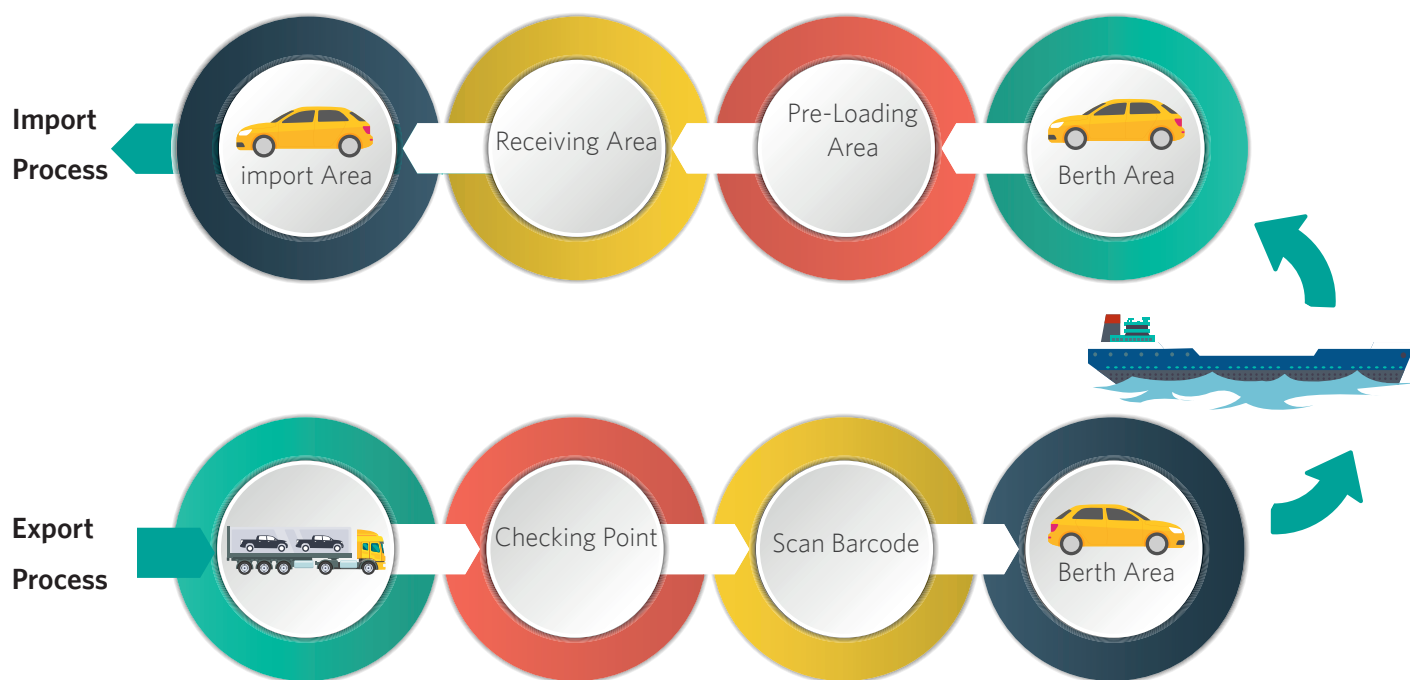 Import
Process
import Area
Receiving Area
Pre-Loading
Area
Berth Area
Export
Process
Checking Point
Scan Barcode
Berth Area